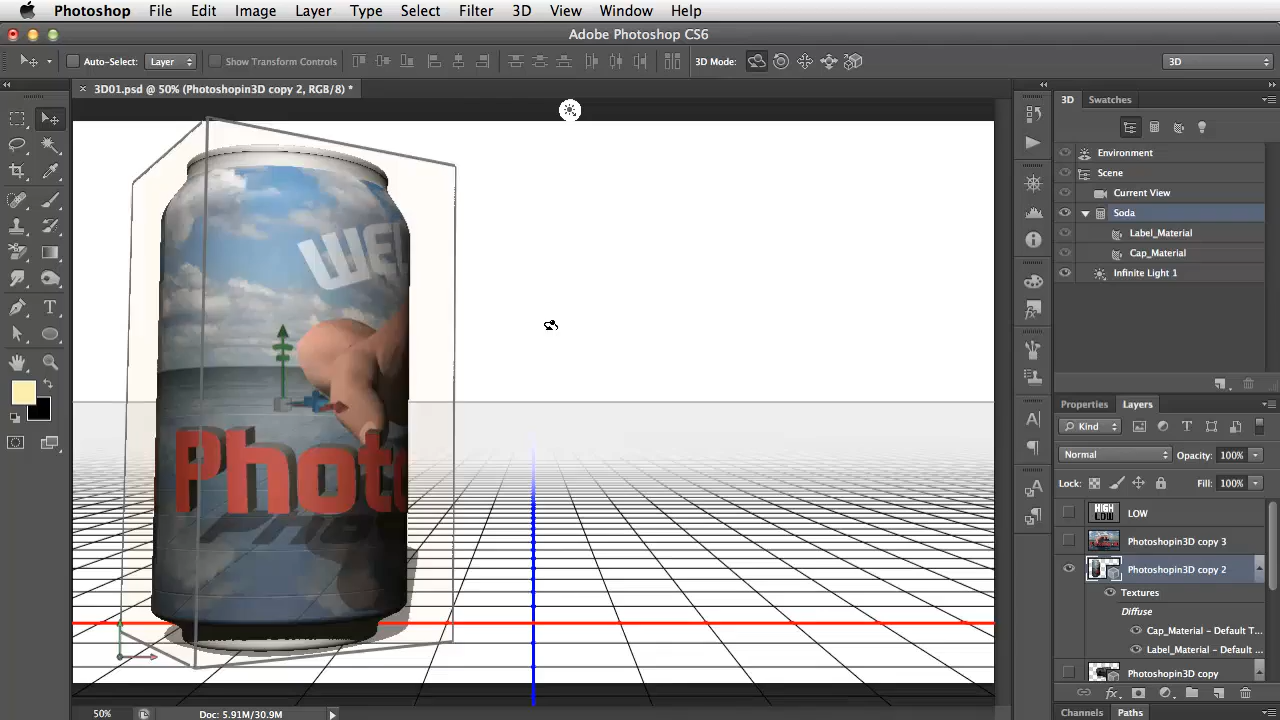 Photoshop File Edit Image Layer Type Select Filter 3D View Window Help
Adobe Photoshop CS6
Auto-Select: Layer Show Transform Controls 3D Mode: 3D
× 3D01.psd @ 50% (Photoshopin3D copy 2, RGB/8) *
3D Swatches
Environment
Scene
Current View
Soda
Label_Material
Cap_Material
Infinite Light 1
WEL
Photo
Properties Layers
Kind
Normal Opacity: 100%
Lock: Fill: 100%
HIGH
LOW
LOW
Photoshopin3D copy 3
Photoshopin3D copy 2
Textures
Diffuse
Cap_Material - Default T...
Label_Material - Default ...
Photoshopin3D copy
Channels Paths
50% Doc: 5.91M/30.9M